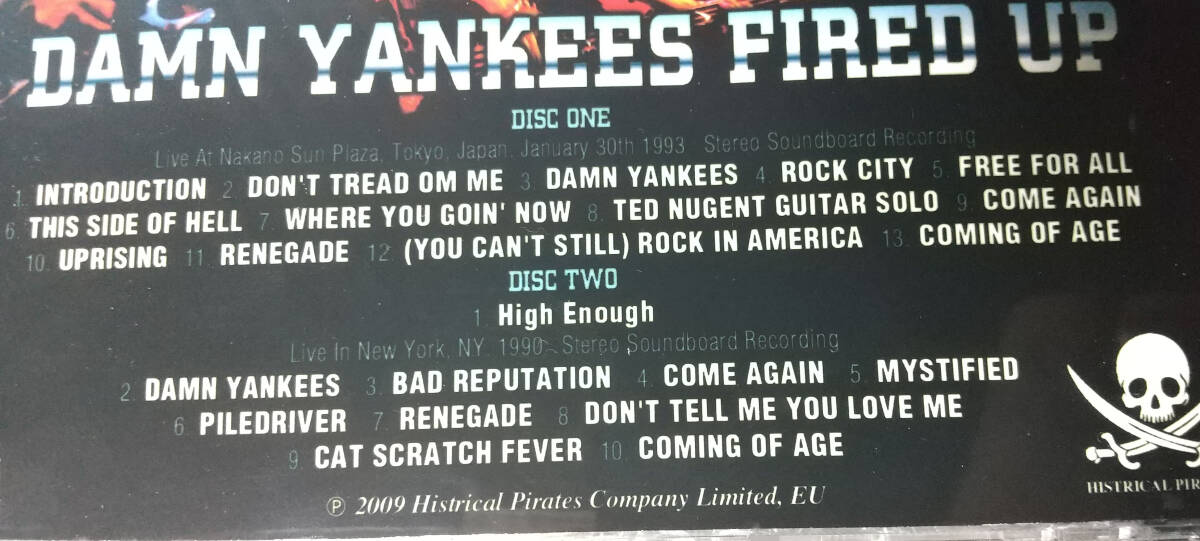 DAMN YANKEES FIRED UP
DISC ONE
Live At Nakano Sun Plaza, Tokyo, Japan. January 30th 1993 Stereo Soundboard Recording
1. INTRODUCTION 2. DON'T TREAD OM ME 3. DAMN YANKEES 4. ROCK CITY 5. FREE FOR ALL
6. THIS SIDE OF HELL 7. WHERE YOU GOIN' NOW 8. TED NUGENT GUITAR SOLO 9. COME AGAIN
10. UPRISING 11. RENEGADE 12. (YOU CAN'T STILL) ROCK IN AMERICA 13. COMING OF AGE
DISC TWO
1. High Enough
Live In New York, NY. 1990 - Stereo Soundboard Recording
2. DAMN YANKEES 3. BAD REPUTATION 4. COME AGAIN 5. MYSTIFIED
6. PILEDRIVER 7. RENEGADE 8. DON'T TELL ME YOU LOVE ME
9. CAT SCRATCH FEVER 10. COMING OF AGE
HISTRICAL PIR
℗ 2009 Histrical Pirates Company Limited, EU